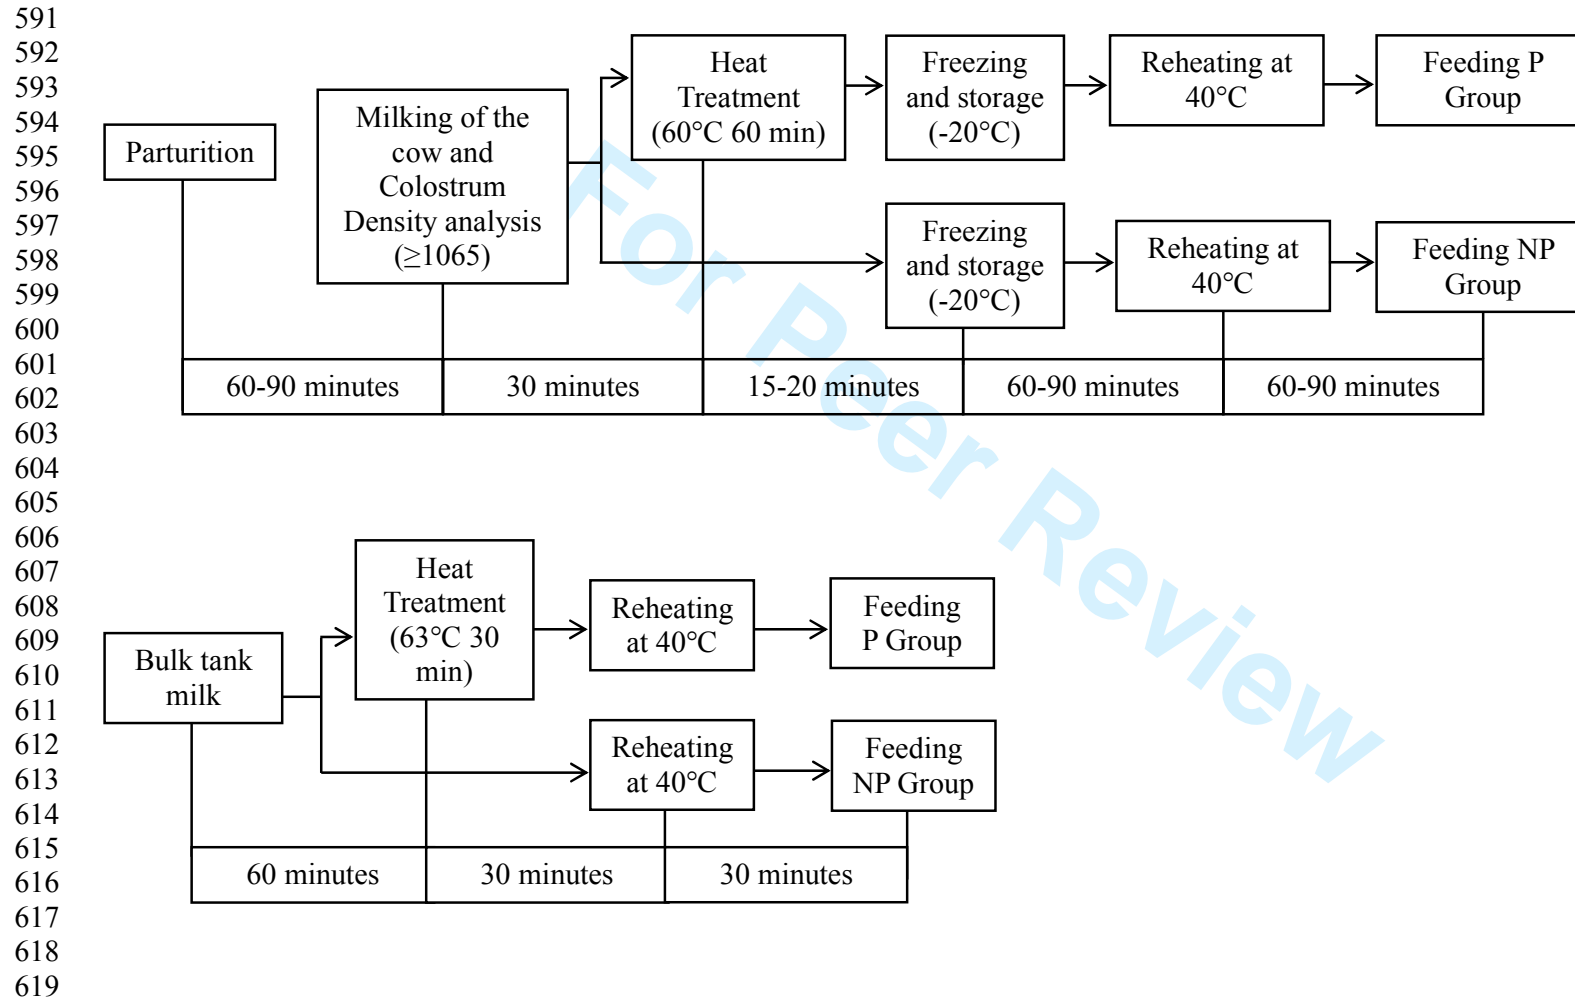 591
592
593
594
595
596
597
598
599
600
601
602
603
604
605
606
607
608
609
610
611
612
613
614
615
616
617
618
619
Parturition
Milking of the
cow and
Colostrum
Density analysis
(≥1065)
Heat
Treatment
(60°C 60 min)
Freezing
and storage
(-20°C)
Reheating at
40°C
Feeding P
Group
Freezing
and storage
(-20°C)
Reheating at
40°C
Feeding NP
Group
60-90 minutes
30 minutes
15-20 minutes
60-90 minutes
60-90 minutes
Bulk tank
milk
Heat
Treatment
(63°C 30
min)
Reheating
at 40°C
Feeding
P Group
Reheating
at 40°C
Feeding
NP Group
60 minutes
30 minutes
30 minutes
For Peer Review